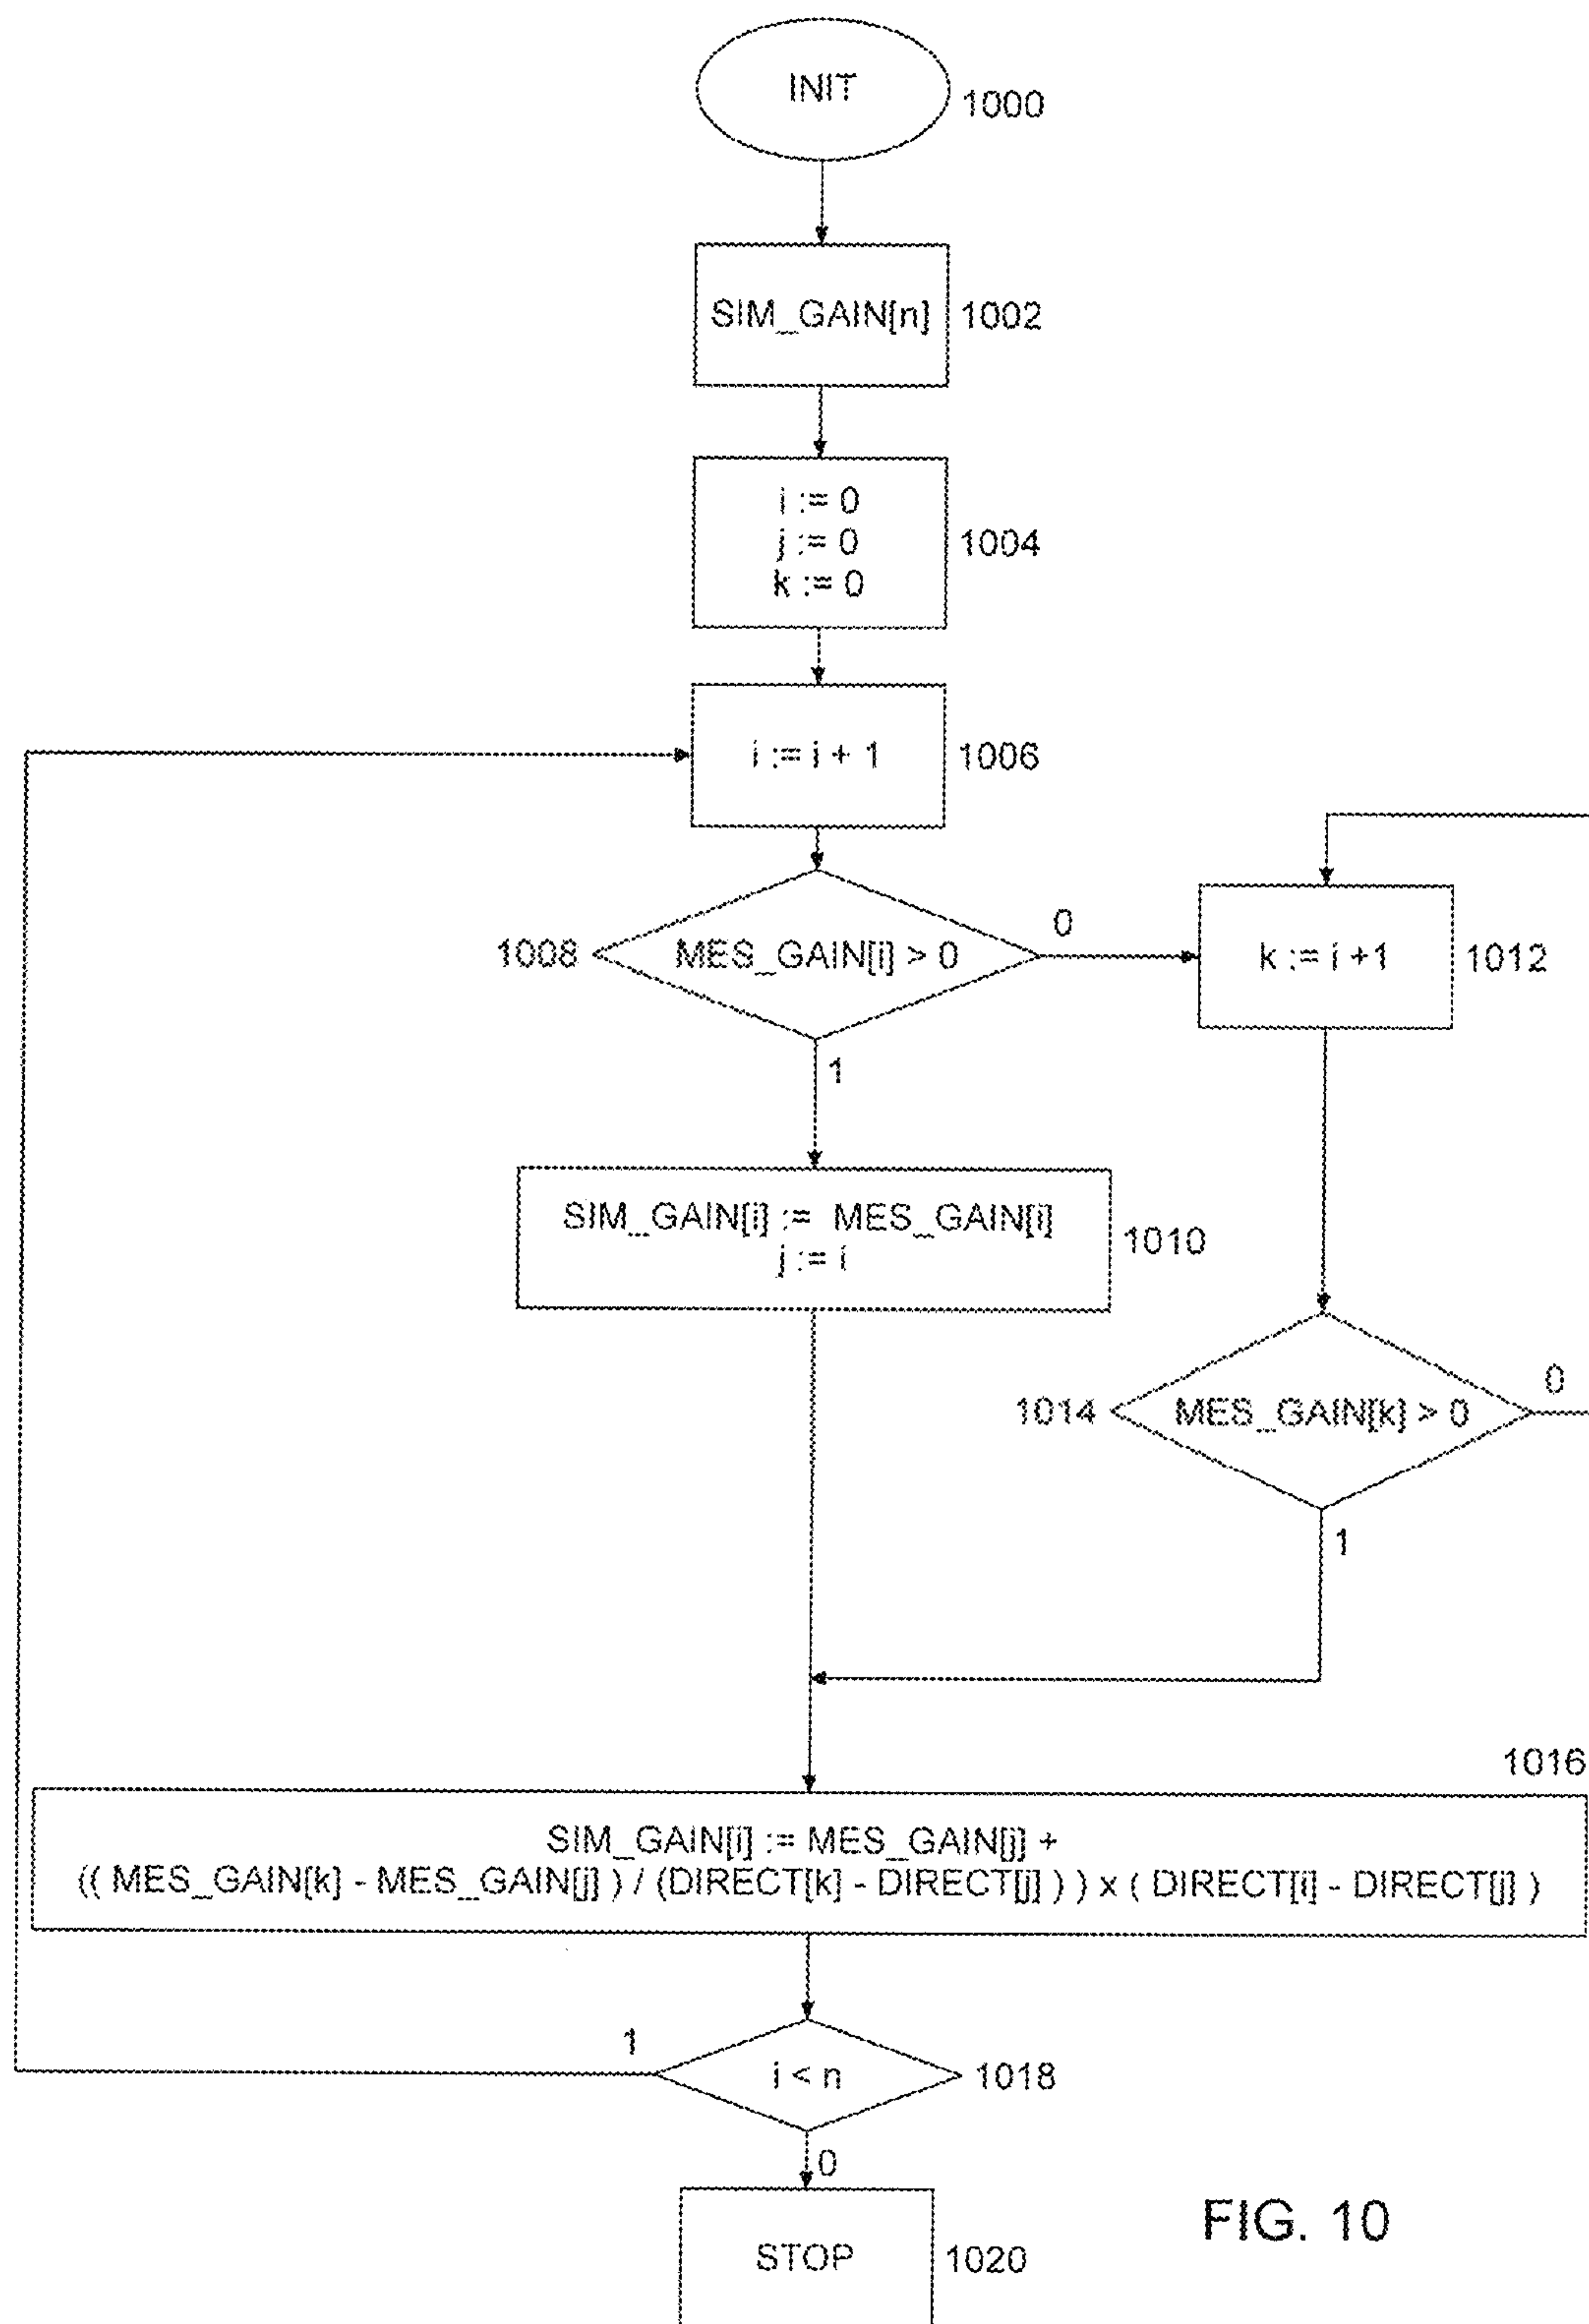 INIT
1000
SIM_GAIN[n]
1002
i := 0
j := 0
k := 0
1004
i := i + 1
1006
1008
MES_GAIN[i] > 0
0
k := i +1
1012
1
SIM_GAIN[i] := MES_GAIN[i]
j := i
1010
1014
MES_GAIN[k] > 0
0
1
1016
SIM_GAIN[i] := MES_GAIN[j] +
(( MES_GAIN[k] - MES_GAIN[j] ) / (DIRECT[k] - DIRECT[j] ) ) x ( DIRECT[i] - DIRECT[j] )
1
i < n
1018
0
STOP
1020
FIG. 10